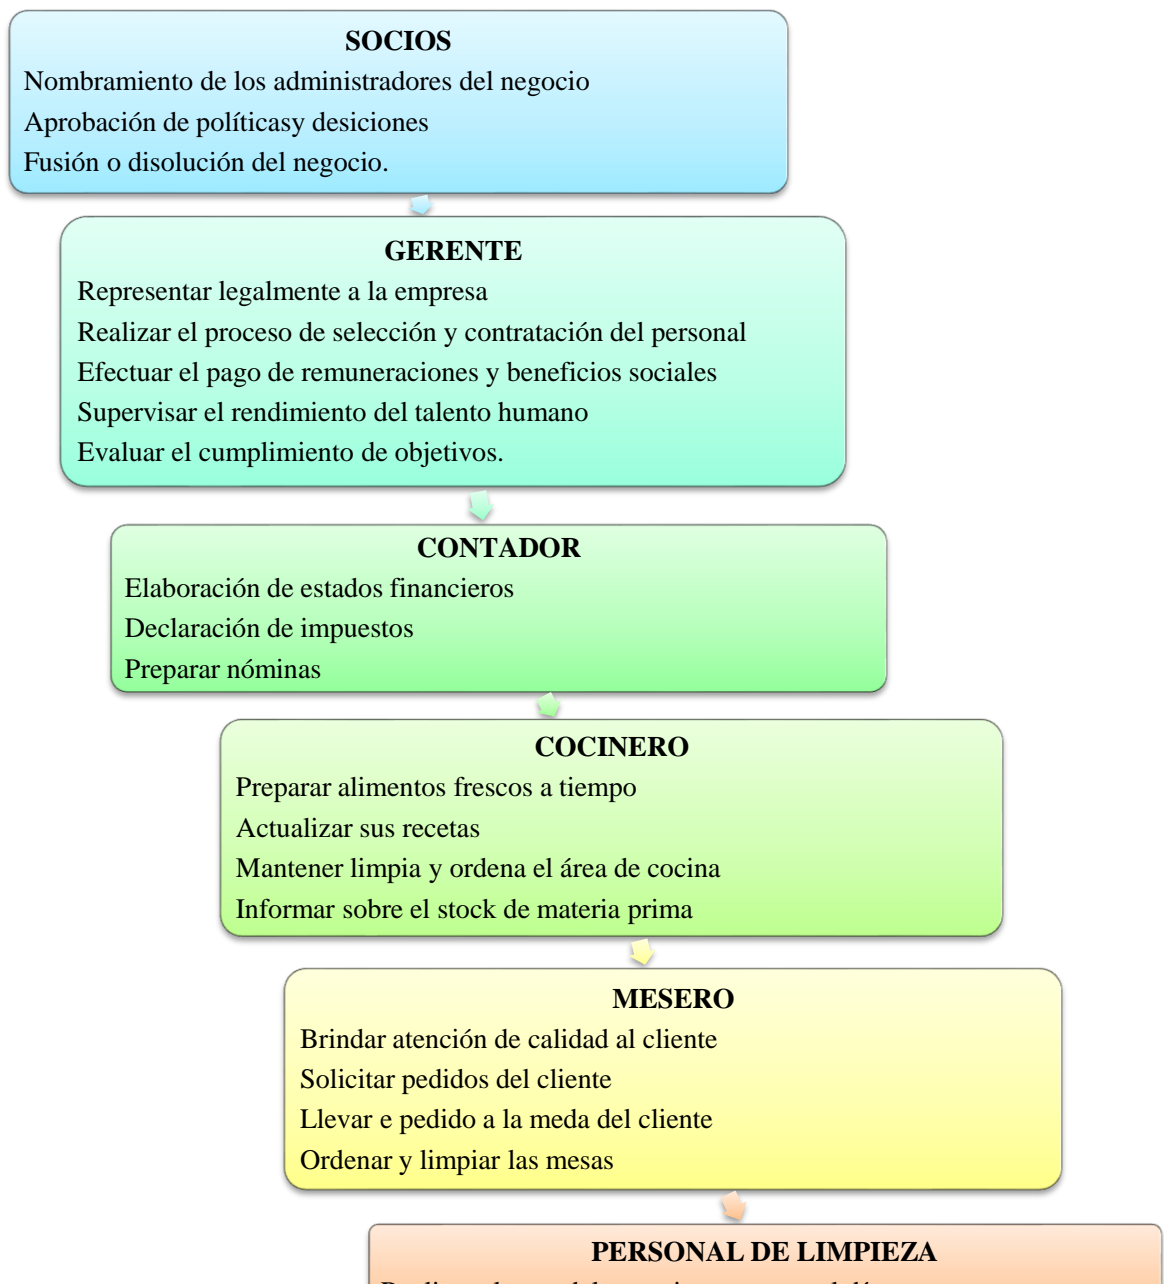 SOCIOS
Nombramiento de los administradores del negocio
Aprobación de políticasy desiciones
Fusión o disolución del negocio.
GERENTE
Representar legalmente a la empresa
Realizar el proceso de selección y contratación del personal
Efectuar el pago de remuneraciones y beneficios sociales
Supervisar el rendimiento del talento humano
Evaluar el cumplimiento de objetivos.
CONTADOR
Elaboración de estados financieros
Declaración de impuestos
Preparar nóminas
COCINERO
Preparar alimentos frescos a tiempo
Actualizar sus recetas
Mantener limpia y ordena el área de cocina
Informar sobre el stock de materia prima
MESERO
Brindar atención de calidad al cliente
Solicitar pedidos del cliente
Llevar e pedido a la meda del cliente
Ordenar y limpiar las mesas
PERSONAL DE LIMPIEZA